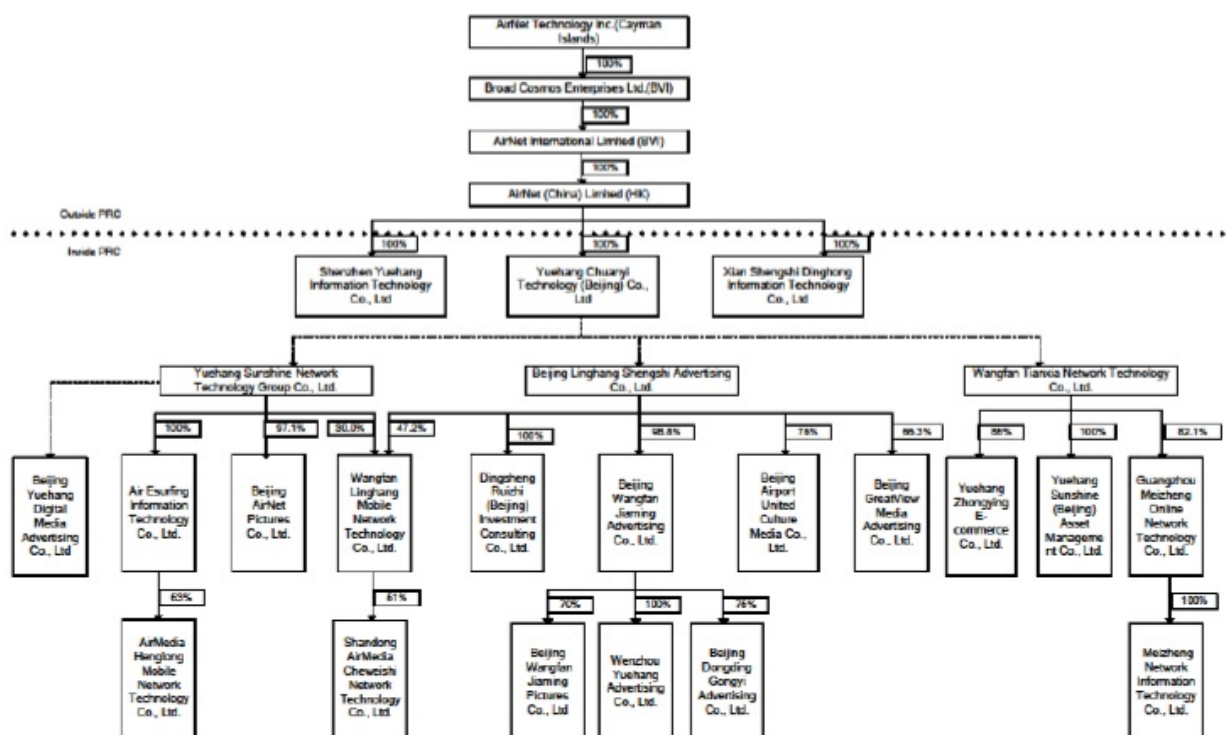 AirNet Technology Inc.(Cayman
Islands)
100%
Broad Cosmos Enterprises Ltd.(BVI)
100%
AirNet International Limited (BVI)
100%
AirNet (China) Limited (HK)
Outside PRC
Inside PRC
100%
100%
100%
Shenzhen Yuehang
Information Technology
Co., Ltd
Yuehang Chuanyi
Technology (Beijing) Co.,
Ltd
Xian Shengshi Dinghong
Information Technology
Co., Ltd
Yuehang Sunshine Network
Technology Group Co., Ltd.
Beijing Linghang Shengshi Advertising
Co., Ltd.
Wangfan Tianxia Network Technology
Co., Ltd.
100%
97.1%
47.2%
100%
100%
82.1%
Beijing
Yuehang
Digital
Media
Advertising
Co., Ltd
Air Esurfing
Information
Technology
Co., Ltd.
Beijing
AirNet
Pictures
Co., Ltd.
Wangfan
Linghang
Mobile
Network
Technology
Co., Ltd.
Dingsheng
Ruizhi
(Beijing)
Investment
Consulting
Co., Ltd.
Beijing
Wangfan
Jiaming
Advertising
Co., Ltd.
Beijing
Airport
United
Culture
Media Co.,
Ltd.
Beijing
GreatView
Media
Advertising
Co., Ltd.
Yuehang
Zhongying
E-
commerce
Co., Ltd.
Yuehang
Sunshine
(Beijing)
Asset
Manageme
nt Co., Ltd.
Guangzhou
Meizheng
Online
Network
Technology
Co., Ltd.
70%
100%
100%
AirMedia
Henglong
Mobile
Network
Technology
Co., Ltd.
Shandong
AirMedia
Cheweishi
Network
Technology
Co., Ltd.
Beijing
Wangfan
Jiaming
Pictures
Co., Ltd
Wenzhou
Yuehang
Advertising
Co., Ltd.
Beijing
Dongding
Gongyi
Advertising
Co., Ltd.
Meizheng
Network
Information
Technology
Co., Ltd.